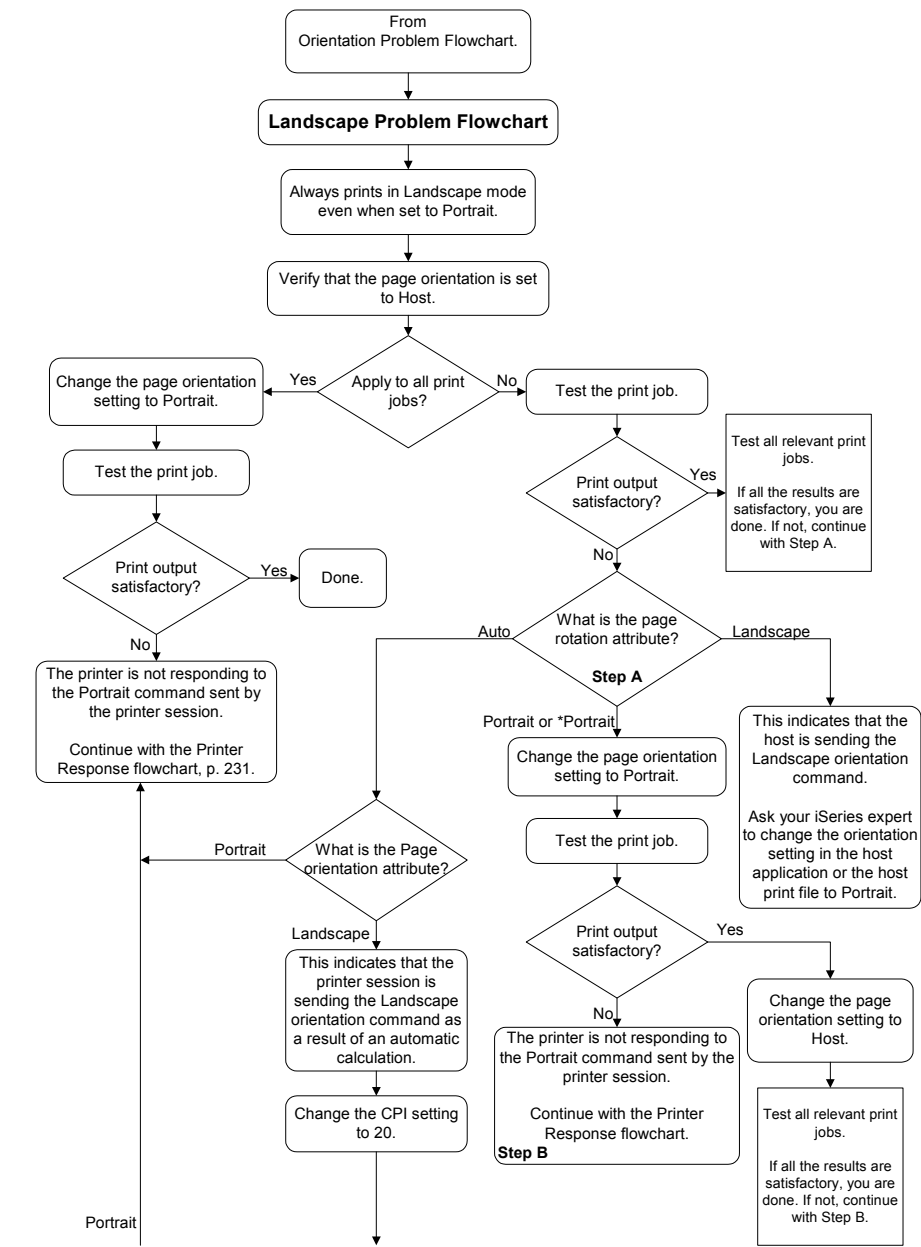 From
Orientation Problem Flowchart.
Landscape Problem Flowchart
Always prints in Landscape mode
even when set to Portrait.
Verify that the page orientation is set
to Host.
Apply to all print
jobs?
Yes
No
Change the page orientation
setting to Portrait.
Test the print job.
Print output
satisfactory?
Yes
Done.
No
The printer is not responding to
the Portrait command sent by
the printer session.
Continue with the Printer
Response flowchart, p. 231.
Test the print job.
Print output
satisfactory?
Yes
Test all relevant print
jobs.
If all the results are
satisfactory, you are
done. If not, continue
with Step A.
No
What is the page
rotation attribute?
Step A
Auto
Landscape
Portrait or *Portrait
This indicates that the
host is sending the
Landscape orientation
command.
Ask your iSeries expert
to change the orientation
setting in the host
application or the host
print file to Portrait.
Change the page orientation
setting to Portrait.
Test the print job.
Print output
satisfactory?
Yes
No
Change the page
orientation setting to
Host.
Test all relevant print
jobs.
If all the results are
satisfactory, you are
done. If not, continue
with Step B.
The printer is not responding to
the Portrait command sent by the
printer session.
Continue with the Printer
Response flowchart.
Step B
What is the Page
orientation attribute?
Portrait
Landscape
This indicates that the
printer session is
sending the Landscape
orientation command as
a result of an automatic
calculation.
Change the CPI setting
to 20.
Portrait